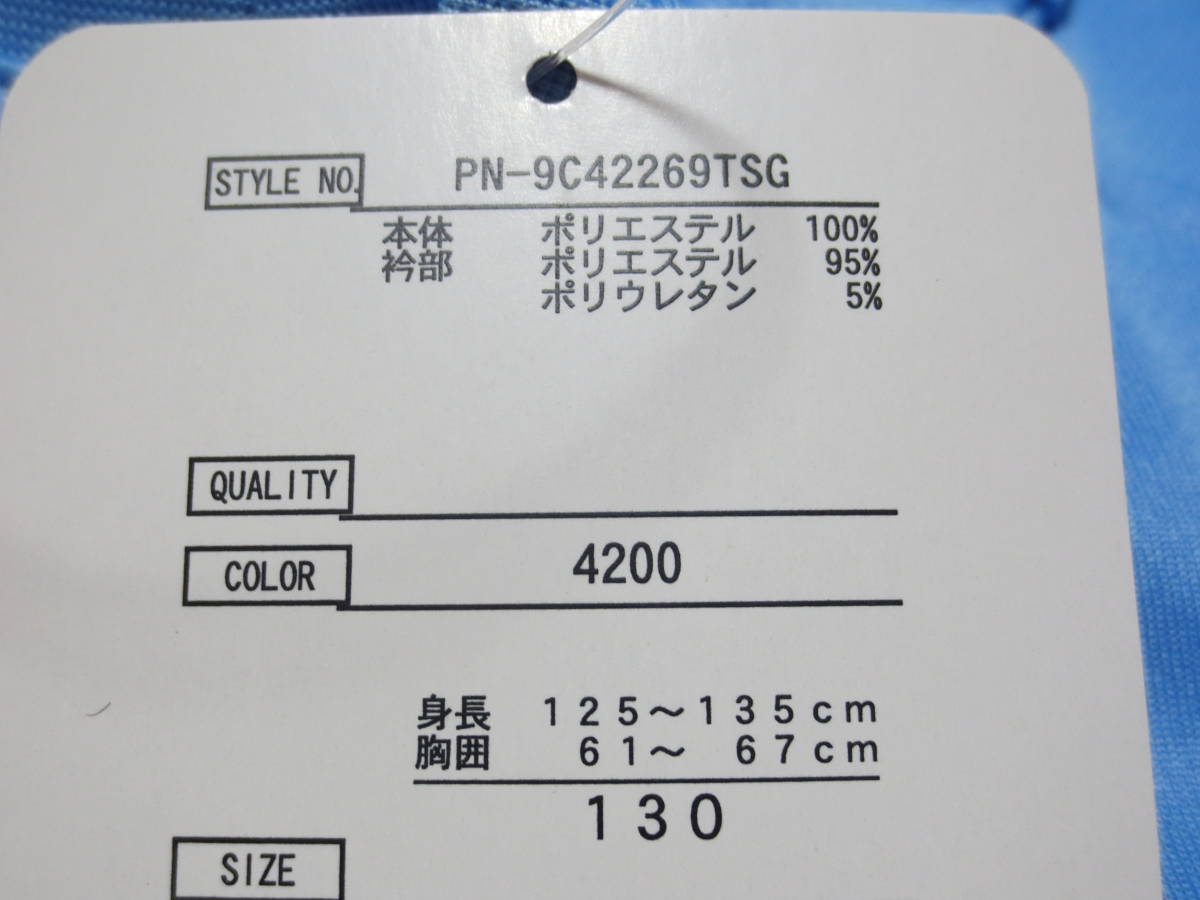 STYLE NO. PN-9C42269TSG
本体 ポリエステル 100%
衿部 ポリエステル 95%
ポリウレタン 5%
QUALITY
COLOR 4200
身長 125～135cm
胸囲 61～ 67cm
130
SIZE